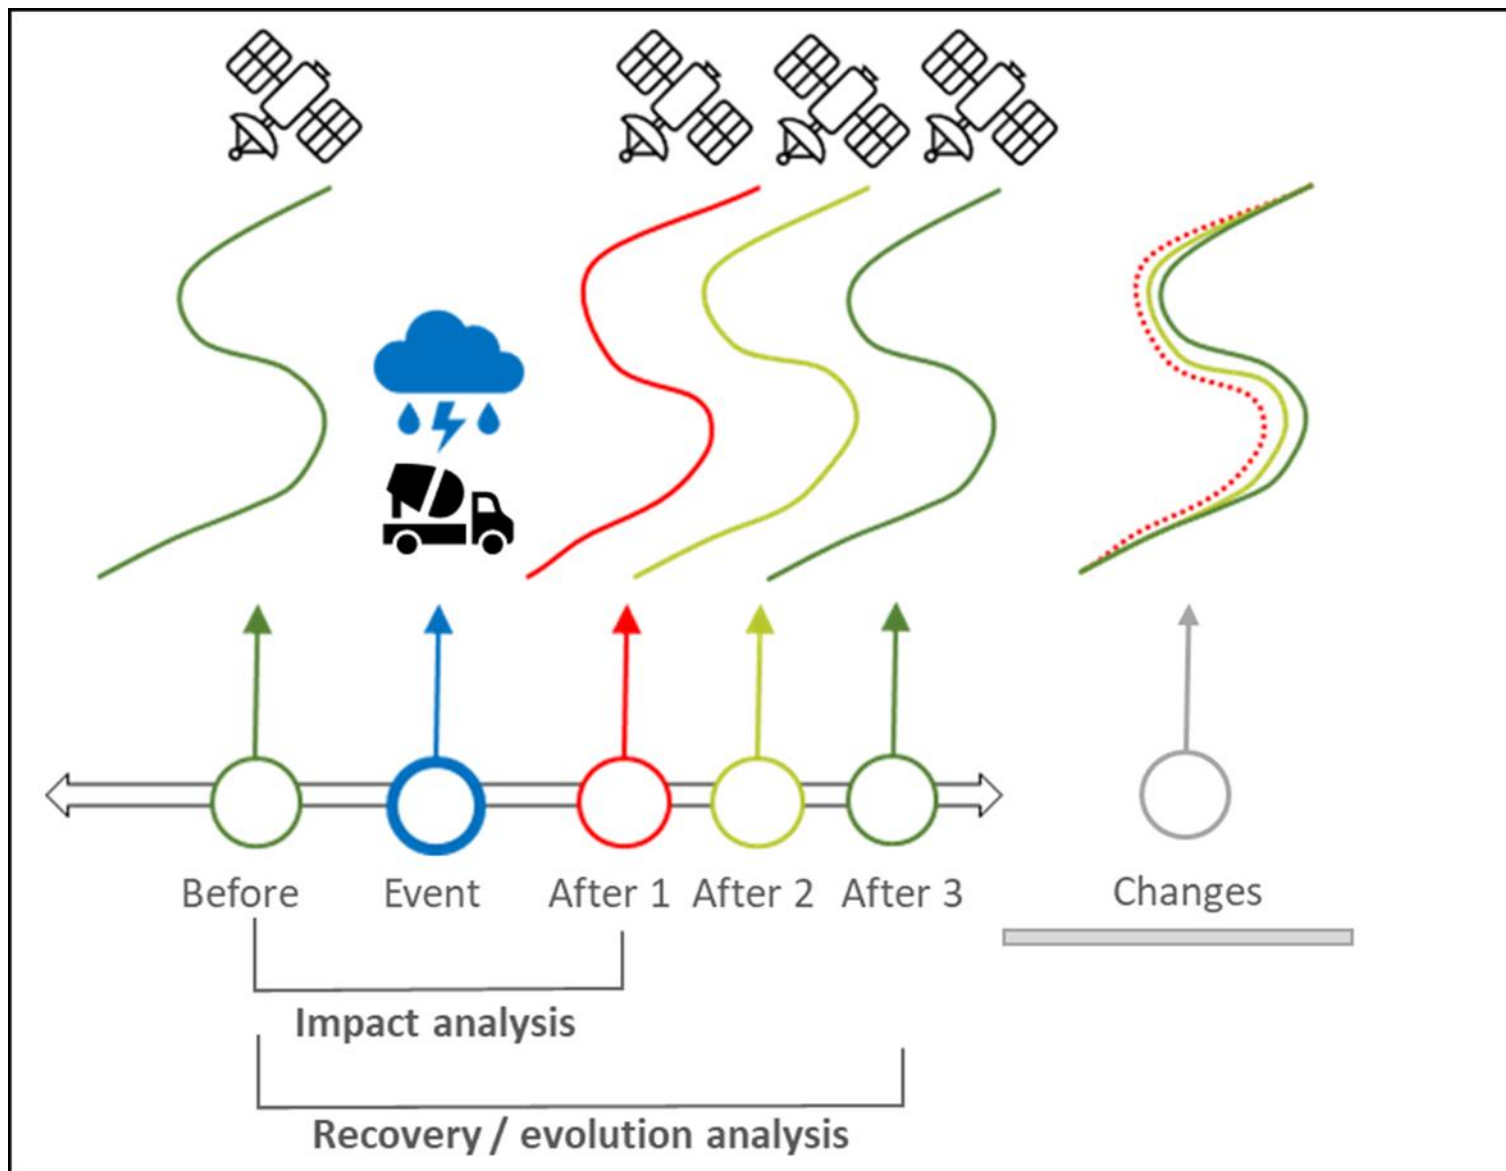 Before
Event
After 1
After 2
After 3
Changes
Impact analysis
Recovery / evolution analysis